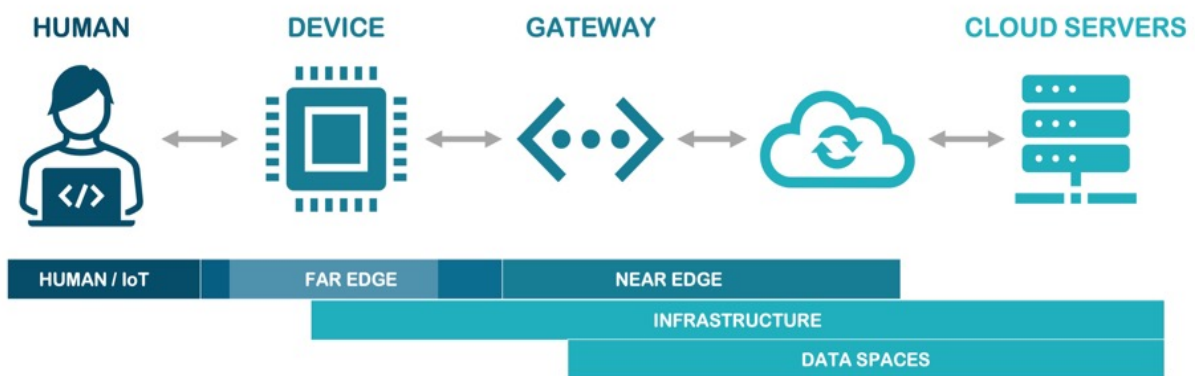 HUMAN DEVICE GATEWAY CLOUD SERVERS
</>
HUMAN / IoT FAR EDGE NEAR EDGE
INFRASTRUCTURE
DATA SPACES